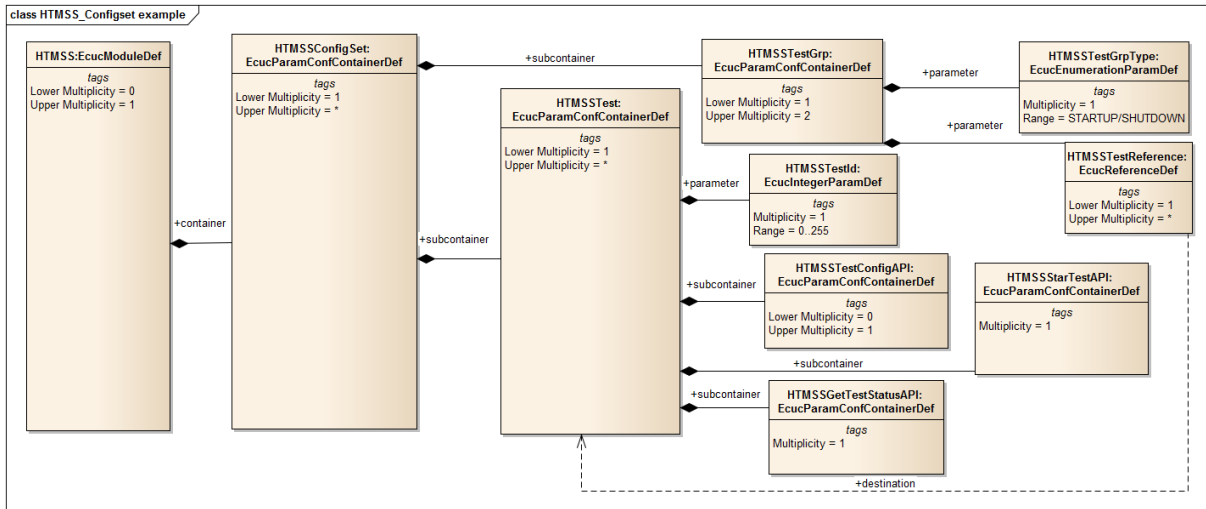 class HTMSS_Configset example
HTMSS:EcucModuleDef
tags
Lower Multiplicity = 0
Upper Multiplicity = 1
+container
HTMSSConfigSet:
EcucParamConfContainerDef
tags
Lower Multiplicity = 1
Upper Multiplicity = *
+subcontainer
+subcontainer
HTMSSTest:
EcucParamConfContainerDef
tags
Lower Multiplicity = 1
Upper Multiplicity = *
HTMSSTestGrp:
EcucParamConfContainerDef
tags
Lower Multiplicity = 1
Upper Multiplicity = 2
+parameter
HTMSSTestGrpType:
EcucEnumerationParamDef
tags
Multiplicity = 1
Range = STARTUP/SHUTDOWN
+parameter
HTMSSTestReference:
EcucReferenceDef
tags
Lower Multiplicity = 1
Upper Multiplicity = *
+parameter
HTMSSTestId:
EcucIntegerParamDef
tags
Multiplicity = 1
Range = 0..255
+subcontainer
HTMSSTestConfigAPI:
EcucParamConfContainerDef
tags
Lower Multiplicity = 0
Upper Multiplicity = 1
HTMSSStarTestAPI:
EcucParamConfContainerDef
tags
Multiplicity = 1
+subcontainer
+subcontainer
HTMSSGetTestStatusAPI:
EcucParamConfContainerDef
tags
Multiplicity = 1
+destination